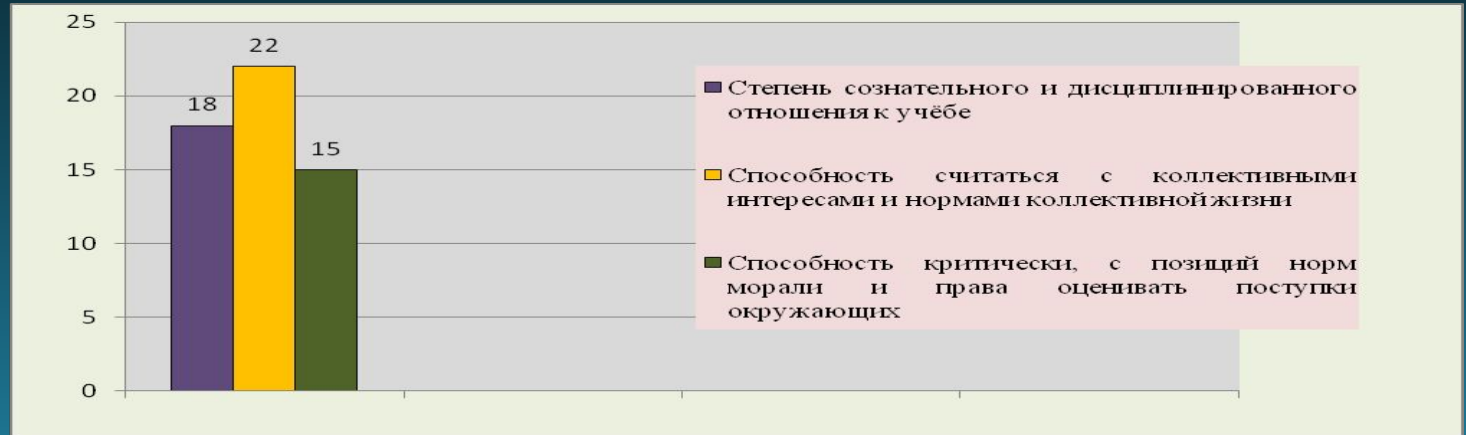 25
20
15
10
5
0
18
22
15
Степень сознательного и дисциплинированного
отношения к учёбе
Способность считаться с коллективными
интересами и нормами коллективной жизни
Способность критически, с позиций норм
морали и права оценивать поступки
окружающих